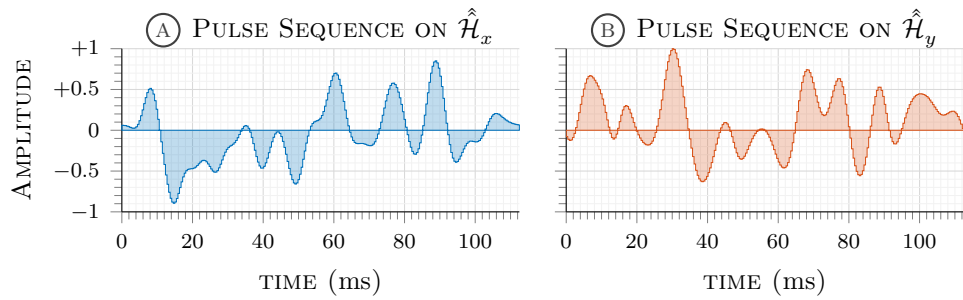 A Pulse Sequence on $\hat{\hat{\mathcal{H}}}_x$
B Pulse Sequence on $\hat{\hat{\mathcal{H}}}_y$
Amplitude
+1
+0.5
0
−0.5
−1
0 20 40 60 80 100
0 20 40 60 80 100
time (ms)
time (ms)